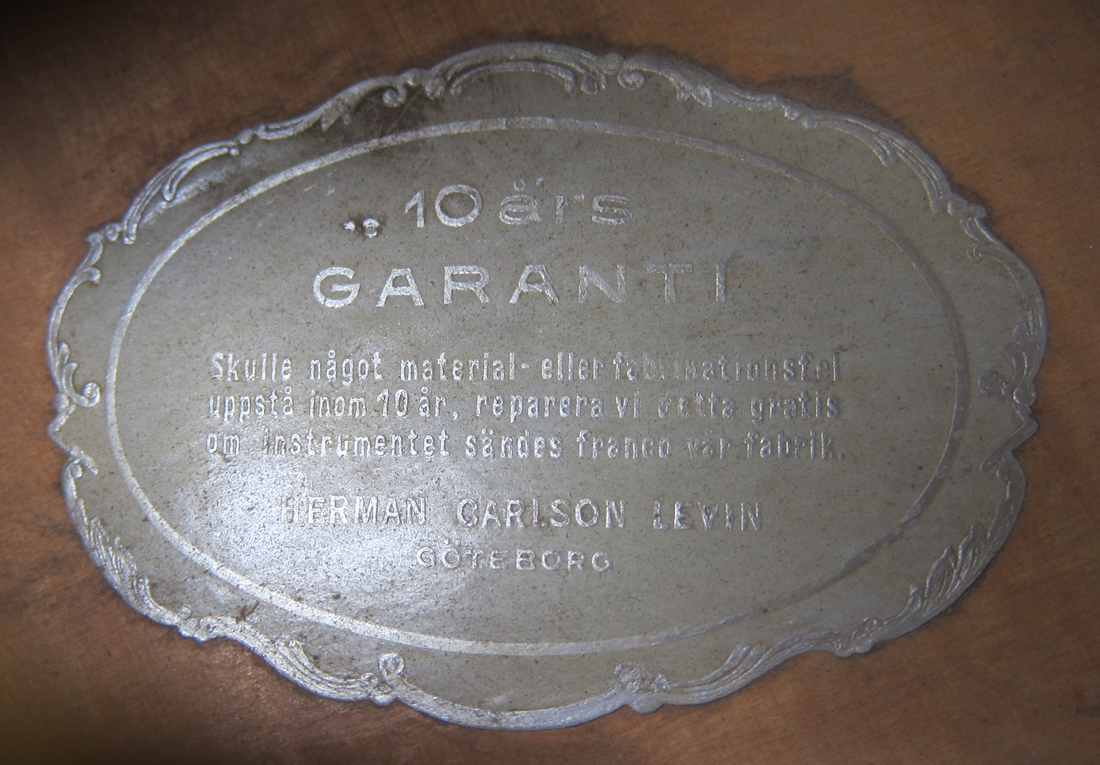 10 års
GARANTI
Skulle något material- eller fabrikationsfel
uppstå inom 10 år, reparera vi detta gratis
om instrumentet sändes franco vår fabrik.
HERMAN CARLSON LEVIN
GÖTEBORG